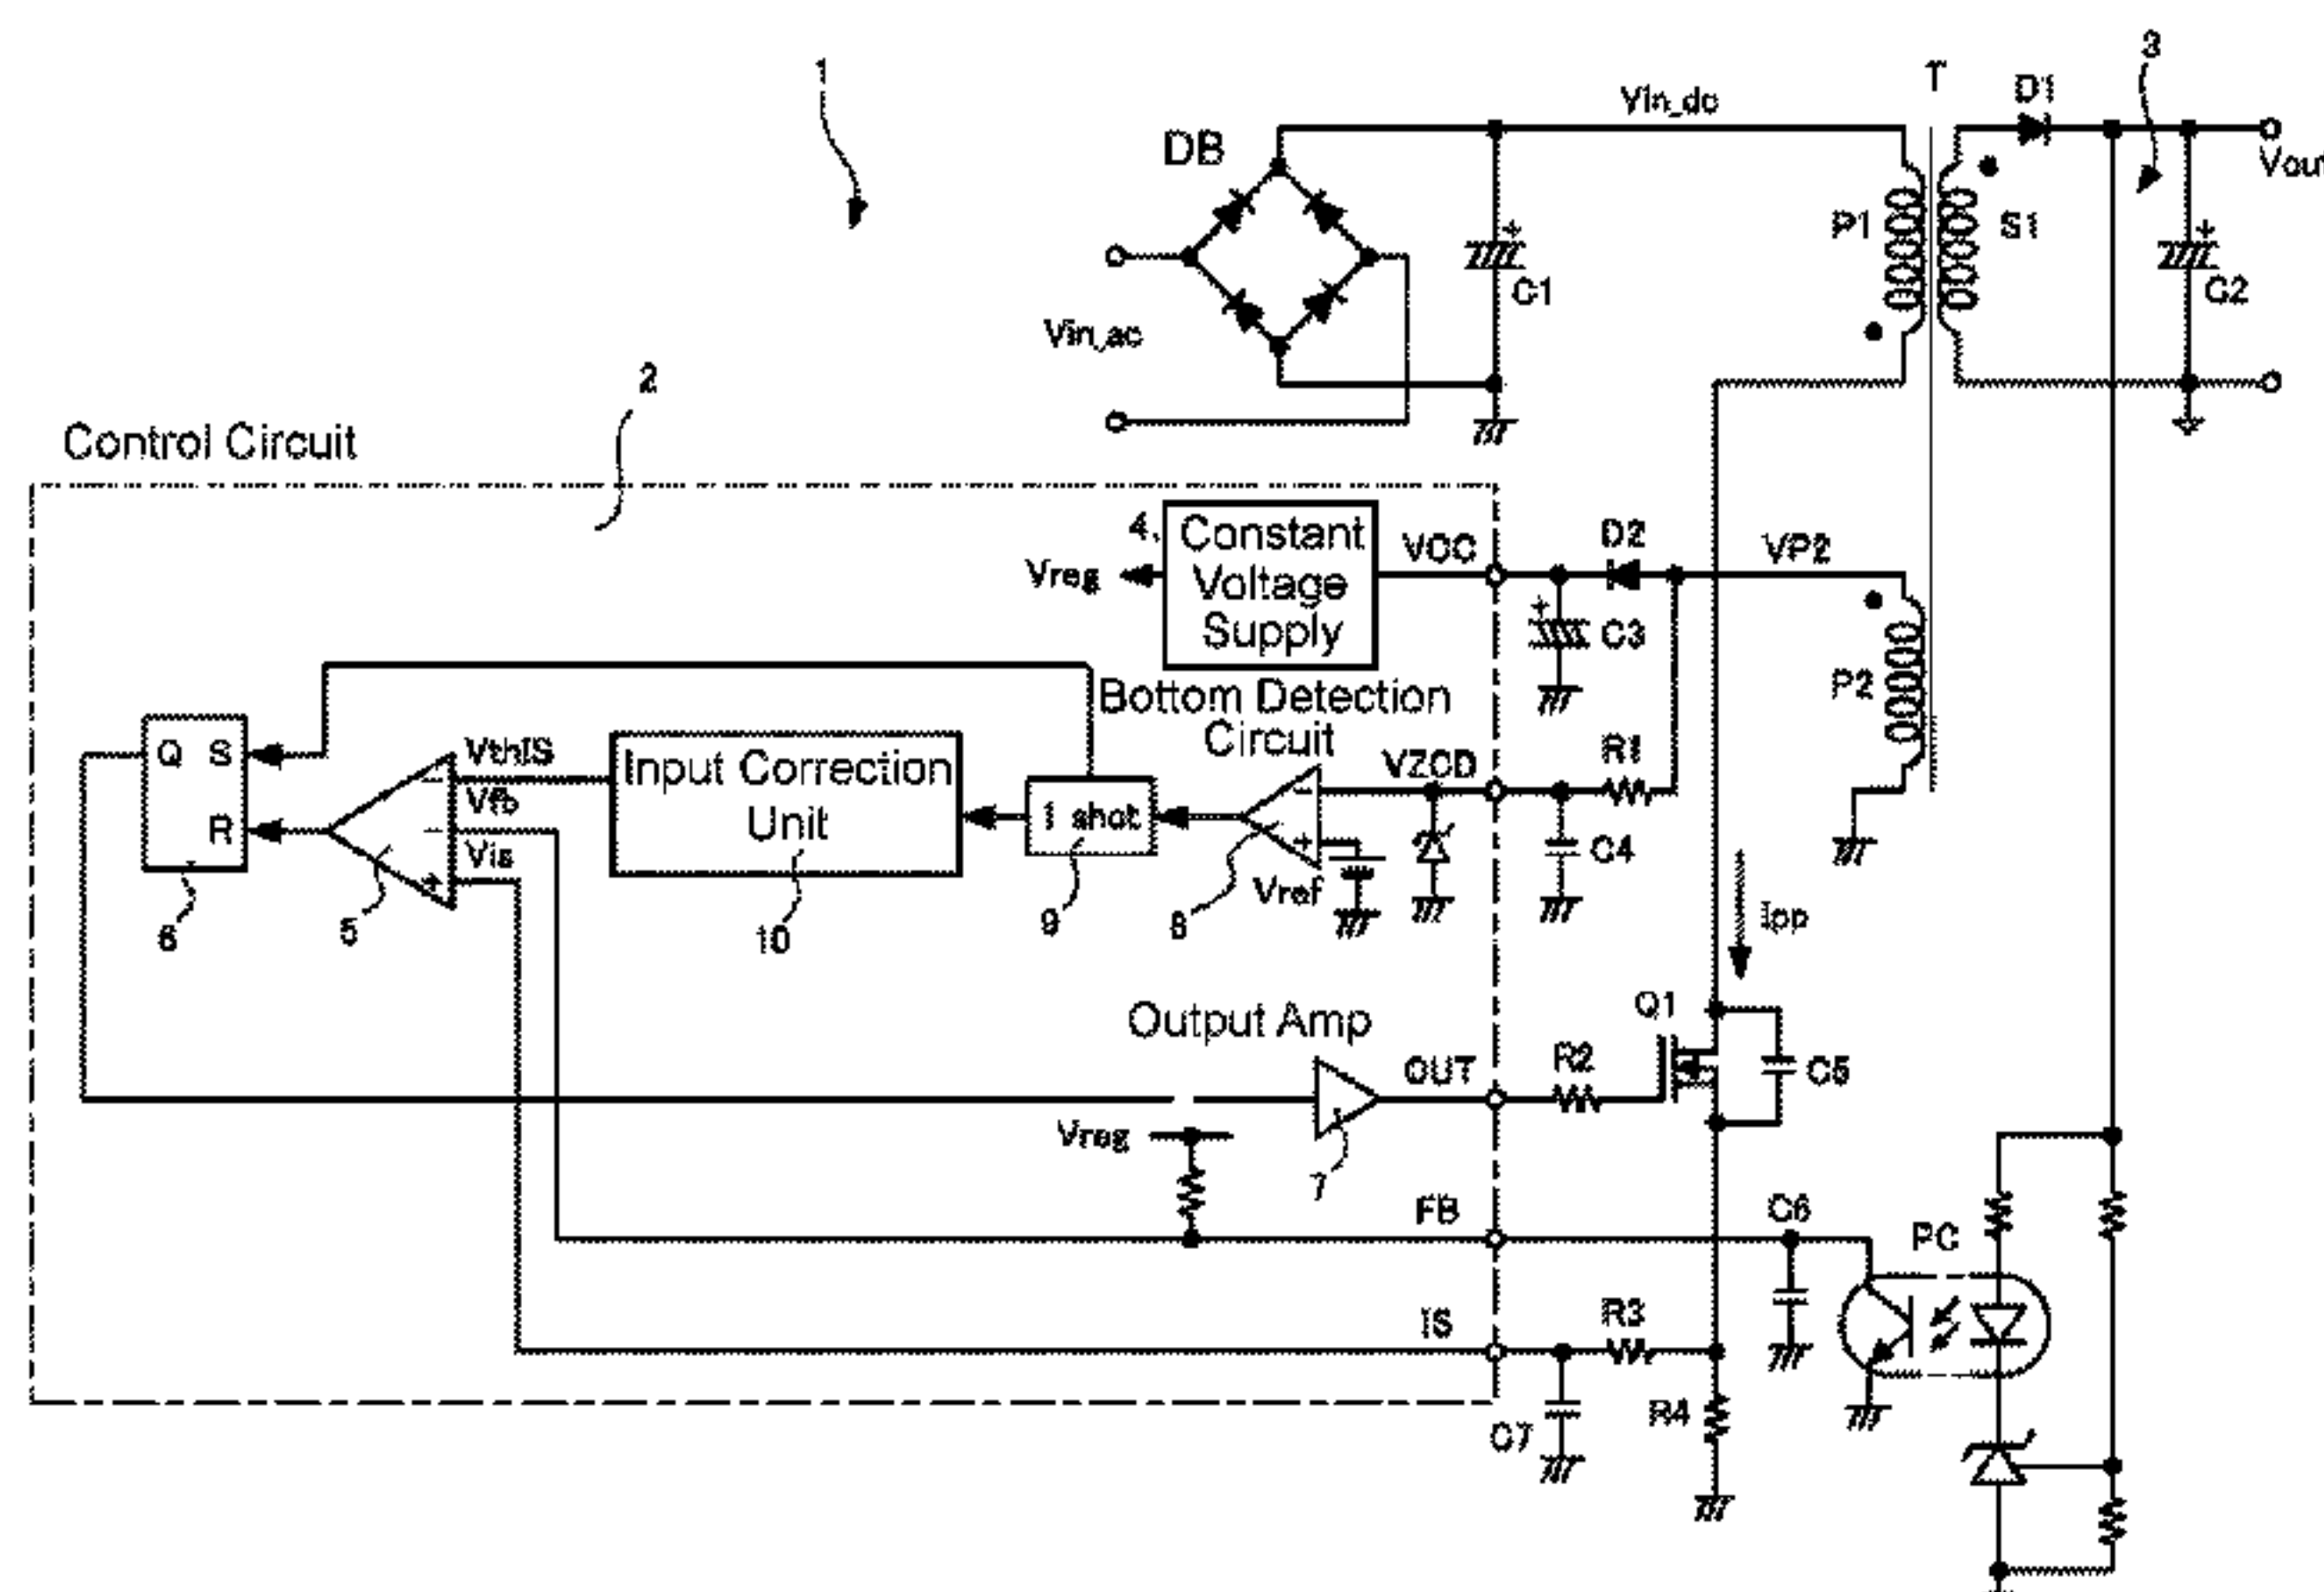 1
3
T
D1
Vin_dc
DB
Vout
P1
S1
C1
C2
Vin_ac
2
Control Circuit
4.
Constant
Voltage
Supply
VCC
D2
VP2
Vreg
C3
P2
Bottom Detection
Circuit
Q S
VthIS
Input Correction
Unit
VZCD
R1
Vfb
1 shot
−
R
−
Vis
+
+
C4
Vref
6
5
10
9
8
Ipp
Output Amp
Q1
OUT
R2
C5
Vreg
7
FB
C6
PC
IS
R3
C7
R4